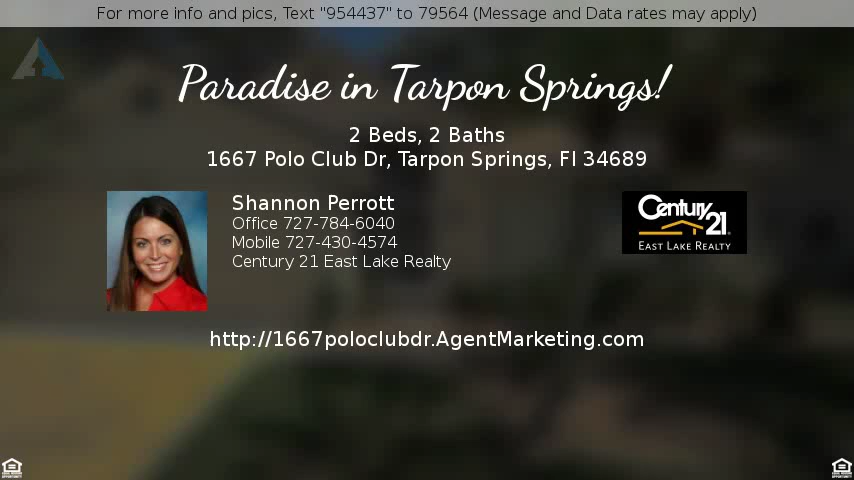 For more info and pics, Text "954437" to 79564 (Message and Data rates may apply)
Paradise in Tarpon Springs!
2 Beds, 2 Baths
1667 Polo Club Dr, Tarpon Springs, Fl 34689
Shannon Perrott
Office 727-784-6040
Mobile 727-430-4574
Century 21 East Lake Realty
Century 21
EAST LAKE REALTY
http://1667poloclubdr.AgentMarketing.com